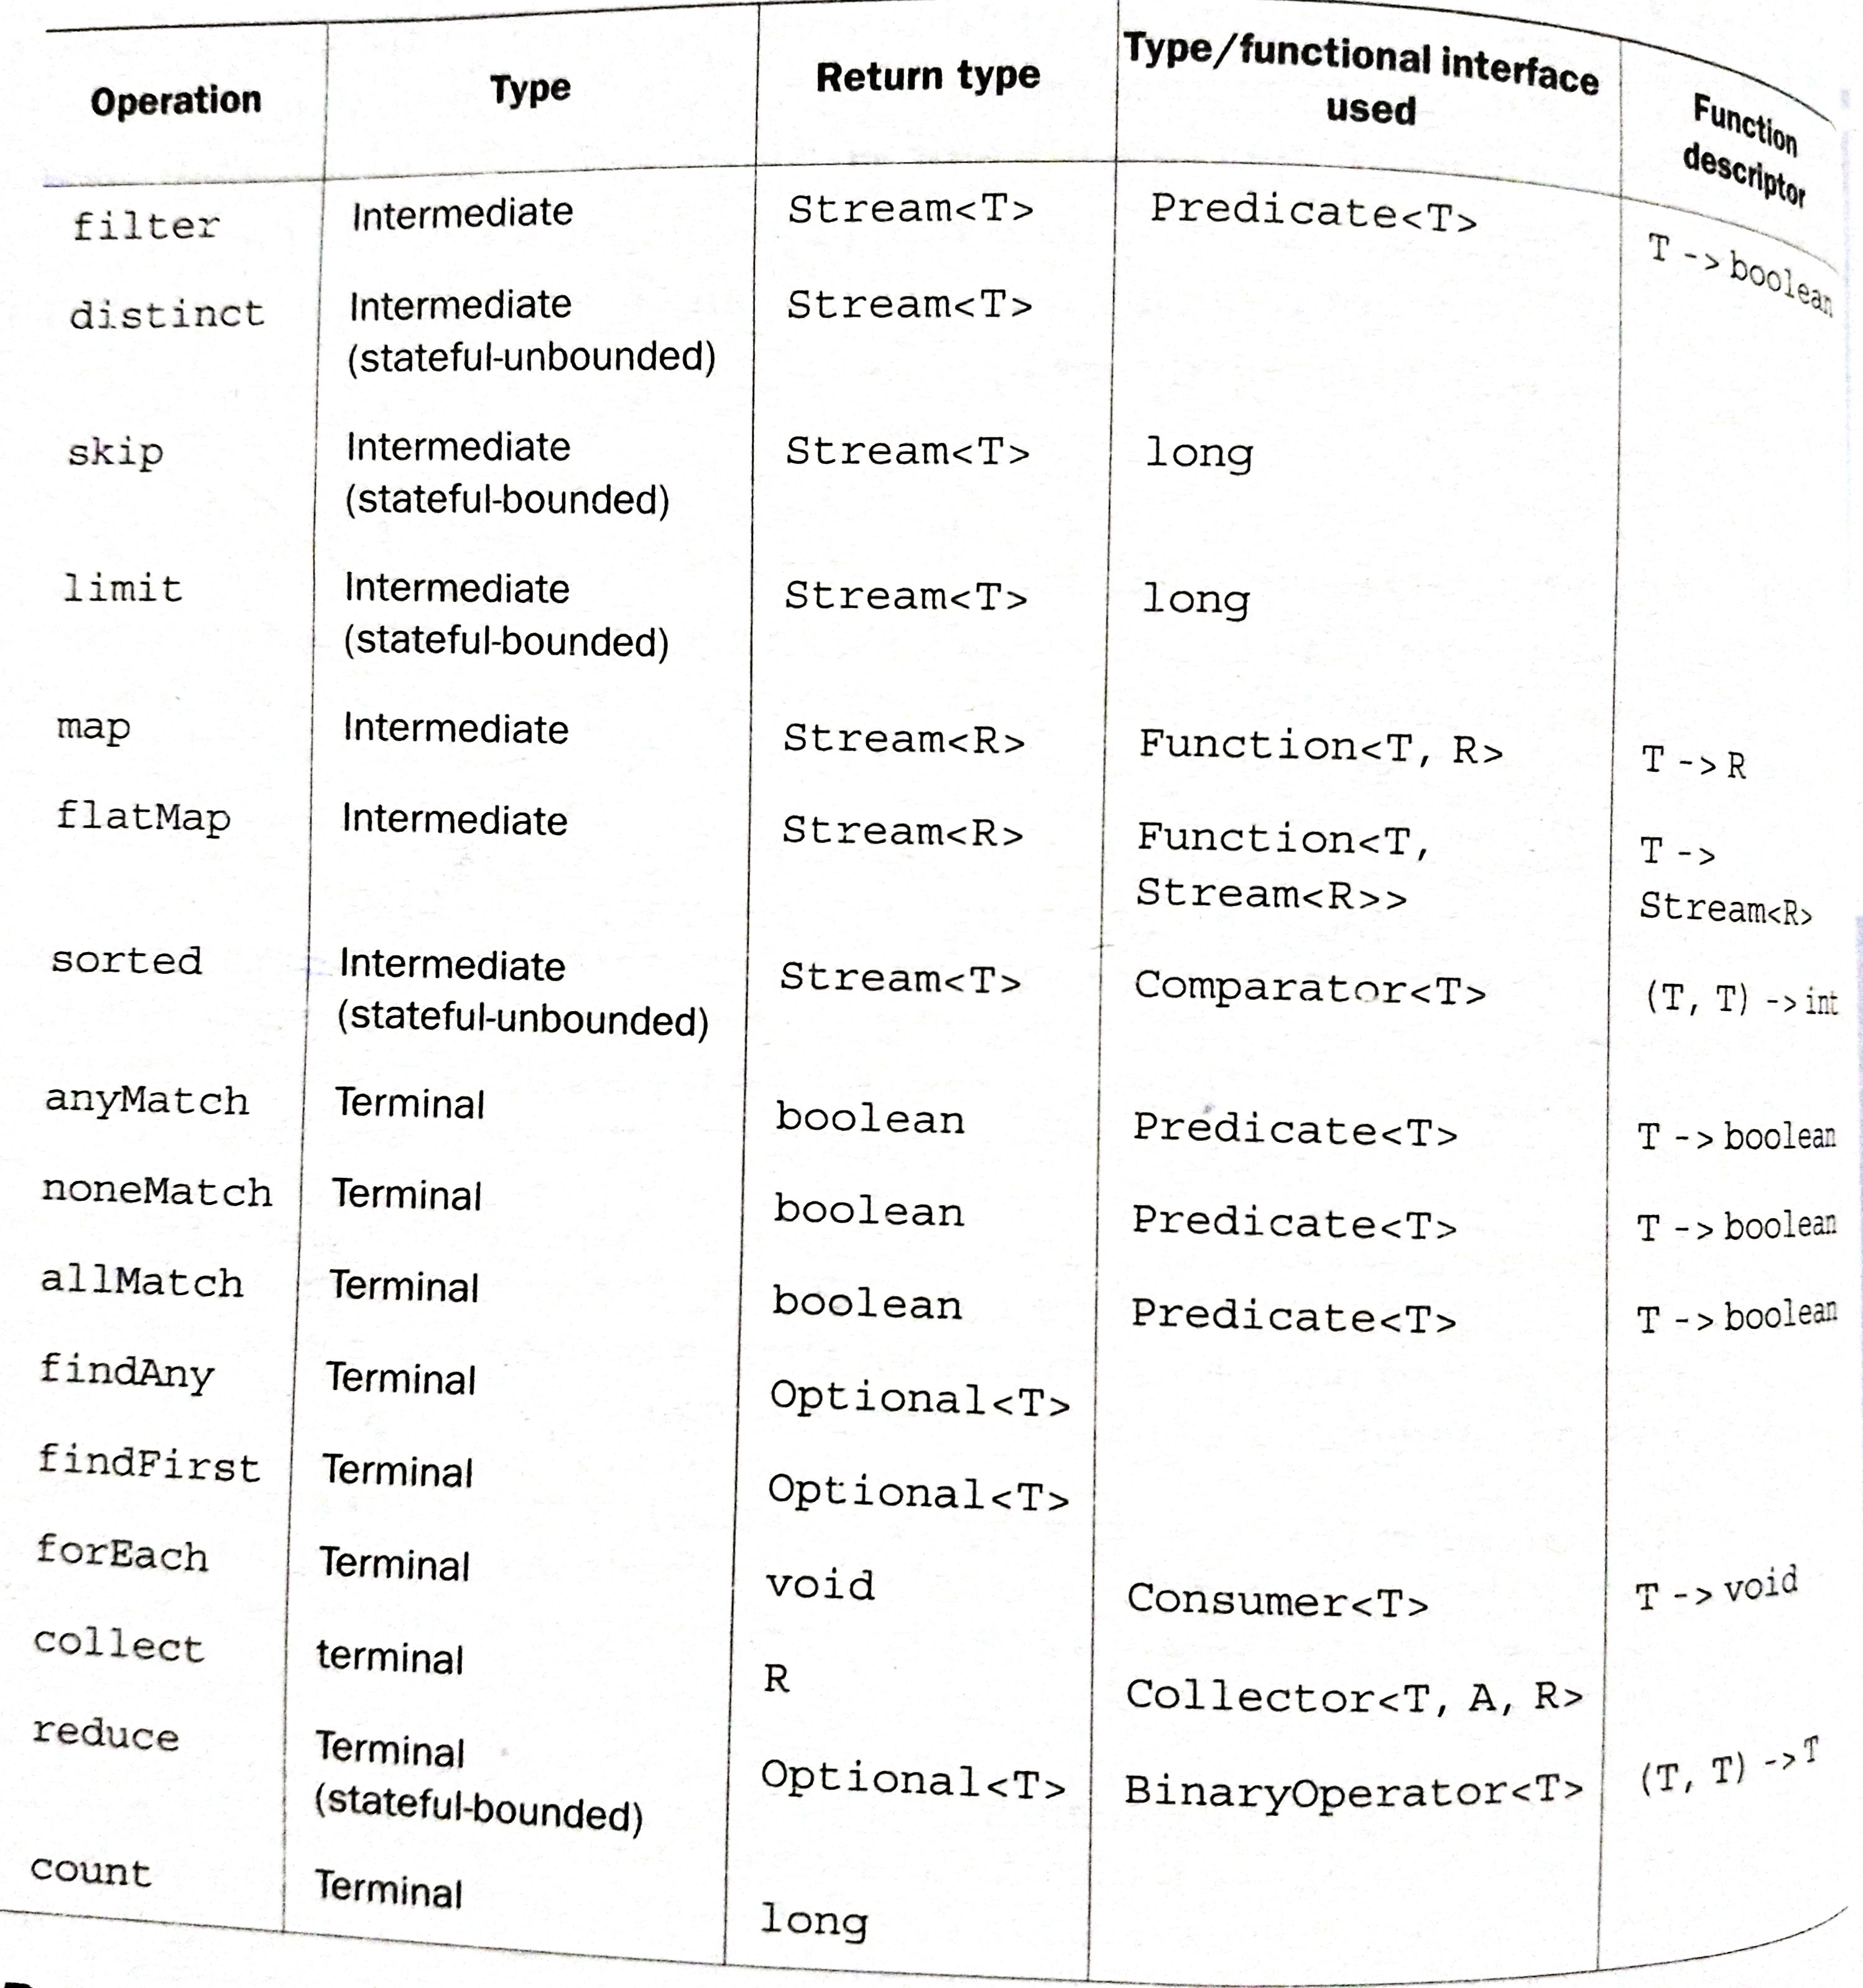 Operation Type Return type Type/functional interface used Function descriptor
filter Intermediate Stream<T> Predicate<T> T -> boolean
distinct Intermediate (stateful-unbounded) Stream<T>
skip Intermediate (stateful-bounded) Stream<T> long
limit Intermediate (stateful-bounded) Stream<T> long
map Intermediate Stream<R> Function<T, R> T -> R
flatMap Intermediate Stream<R> Function<T, Stream<R>> T -> Stream<R>
sorted Intermediate (stateful-unbounded) Stream<T> Comparator<T> (T, T) -> int
anyMatch Terminal boolean Predicate<T> T -> boolean
noneMatch Terminal boolean Predicate<T> T -> boolean
allMatch Terminal boolean Predicate<T> T -> boolean
findAny Terminal Optional<T>
findFirst Terminal Optional<T>
forEach Terminal void Consumer<T> T -> void
collect terminal R Collector<T, A, R>
reduce Terminal (stateful-bounded) Optional<T> BinaryOperator<T> (T, T) -> T
count Terminal long